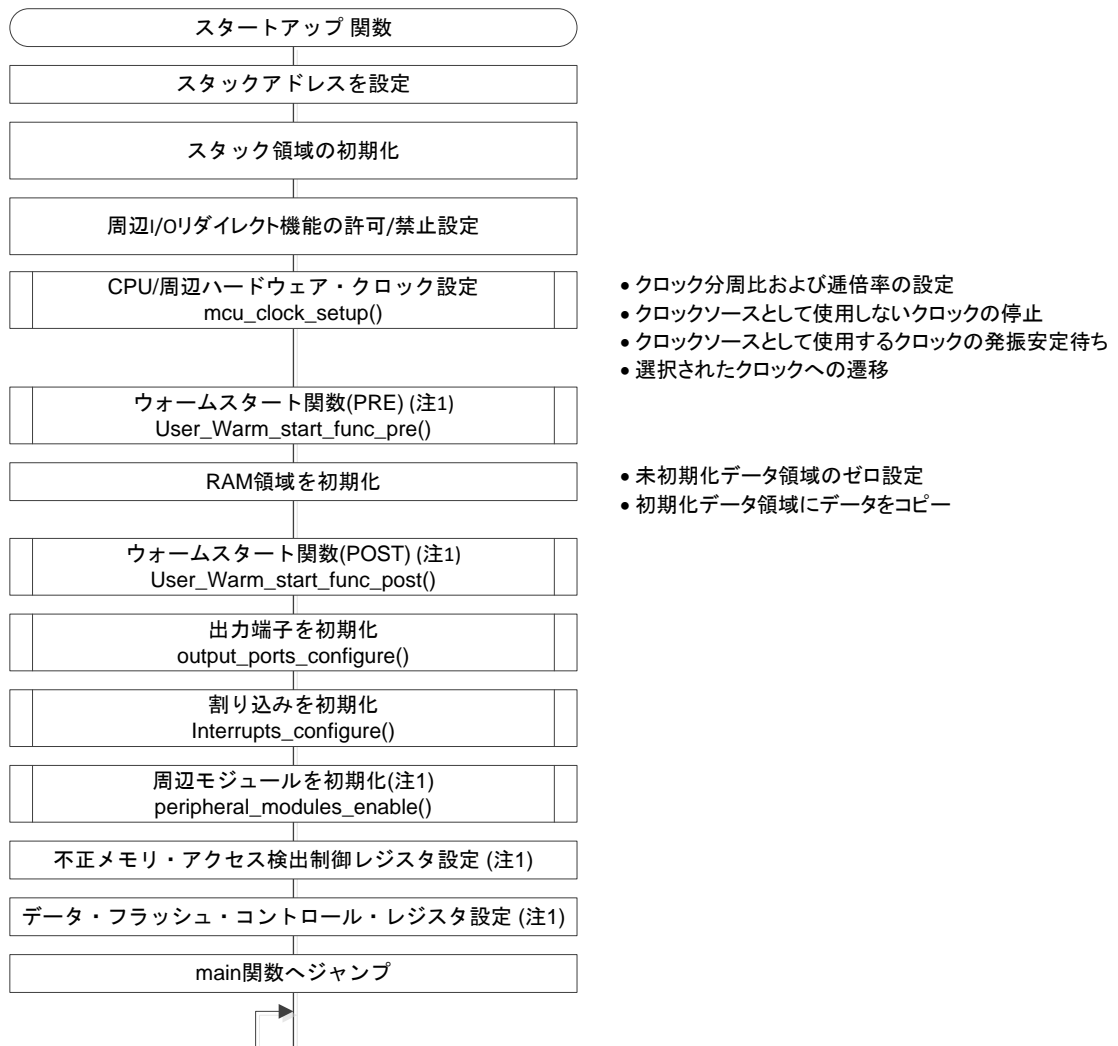 スタートアップ 関数
スタックアドレスを設定
スタック領域の初期化
周辺I/Oリダイレクト機能の許可/禁止設定
CPU/周辺ハードウェア・クロック設定
mcu_clock_setup()
• クロック分周比および逓倍率の設定
• クロックソースとして使用しないクロックの停止
• クロックソースとして使用するクロックの発振安定待ち
• 選択されたクロックへの遷移
ウォームスタート関数(PRE) (注1)
User_Warm_start_func_pre()
RAM領域を初期化
• 未初期化データ領域のゼロ設定
• 初期化データ領域にデータをコピー
ウォームスタート関数(POST) (注1)
User_Warm_start_func_post()
出力端子を初期化
output_ports_configure()
割り込みを初期化
Interrupts_configure()
周辺モジュールを初期化(注1)
peripheral_modules_enable()
不正メモリ・アクセス検出制御レジスタ設定 (注1)
データ・フラッシュ・コントロール・レジスタ設定 (注1)
main関数へジャンプ